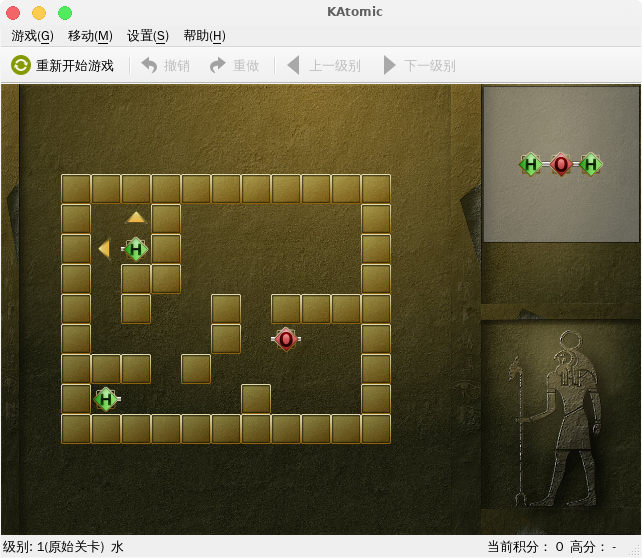 KAtomic
游戏(G) 移动(M) 设置(S) 帮助(H)
重新开始游戏 撤销 重做 上一级别 下一级别
H O H
H
O
H
级别: 1(原始关卡) 水 当前积分: 0 高分: -